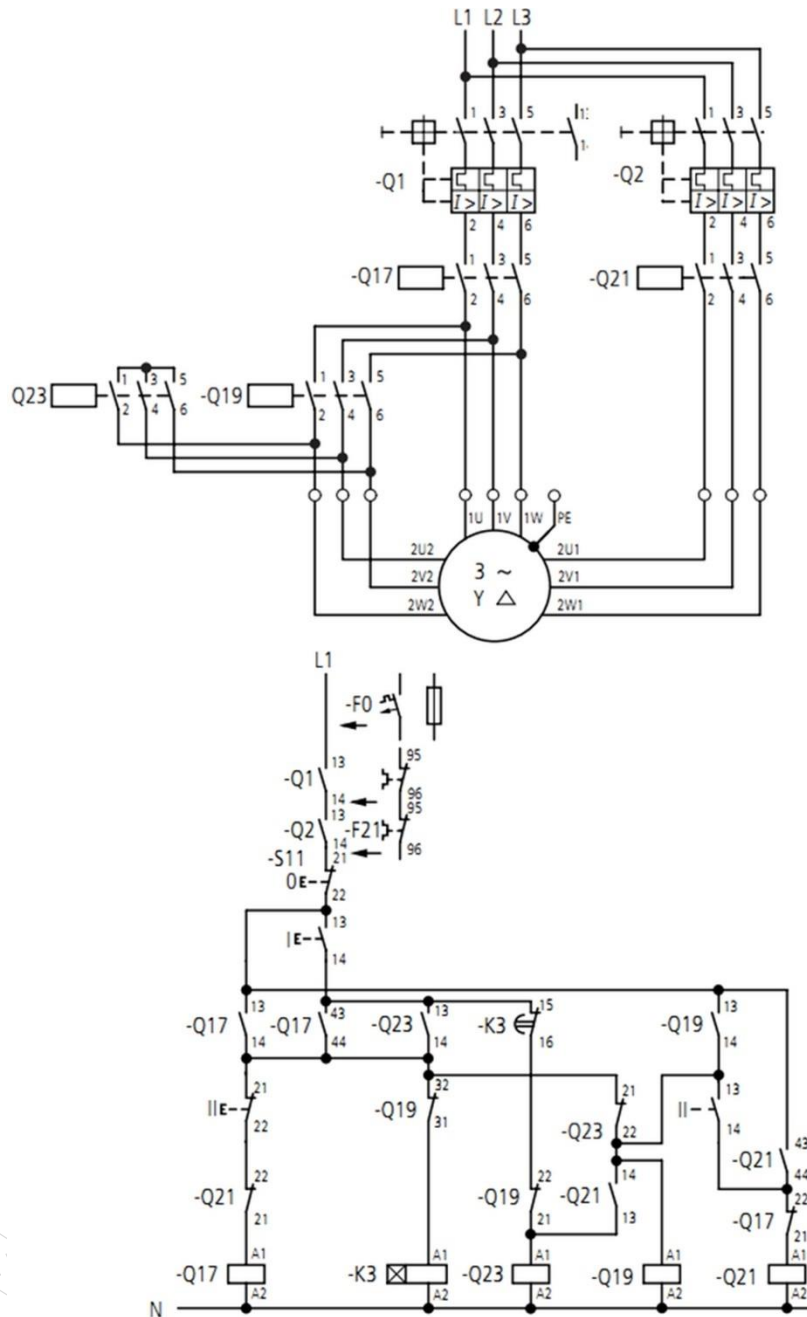 L1 L2 L3
1 3 5 1 3 5
-Q1 I> I> I> -Q2 I> I> I>
2 4 6 2 4 6
-Q17 1 3 5 -Q21 1 3 5
2 4 6 2 4 6
Q23 1 3 5 -Q19 1 3 5
2 4 6 2 4 6
1U 1V 1W PE
2U2 3 ~ 2U1
2V2 Y △ 2V1
2W2 2W1
L1
-F0
13 95
-Q1
14 96
13 95
-Q2 -F21
14 96
-S11 21
0 E
22
13
I E
14
13 43 13 15 13
-Q17 -Q17 -Q23 -K3 -Q19
14 44 14 16 14
21 32 21 13
II E -Q19 -Q23 II
22 31 22 14
43
-Q21
44
22 22 14 22
-Q21 -Q19 -Q21 -Q17
21 21 13 21
A1 A1 A1 A1 A1
-Q17 -K3 -Q23 -Q19 -Q21
A2 A2 A2 A2 A2
N